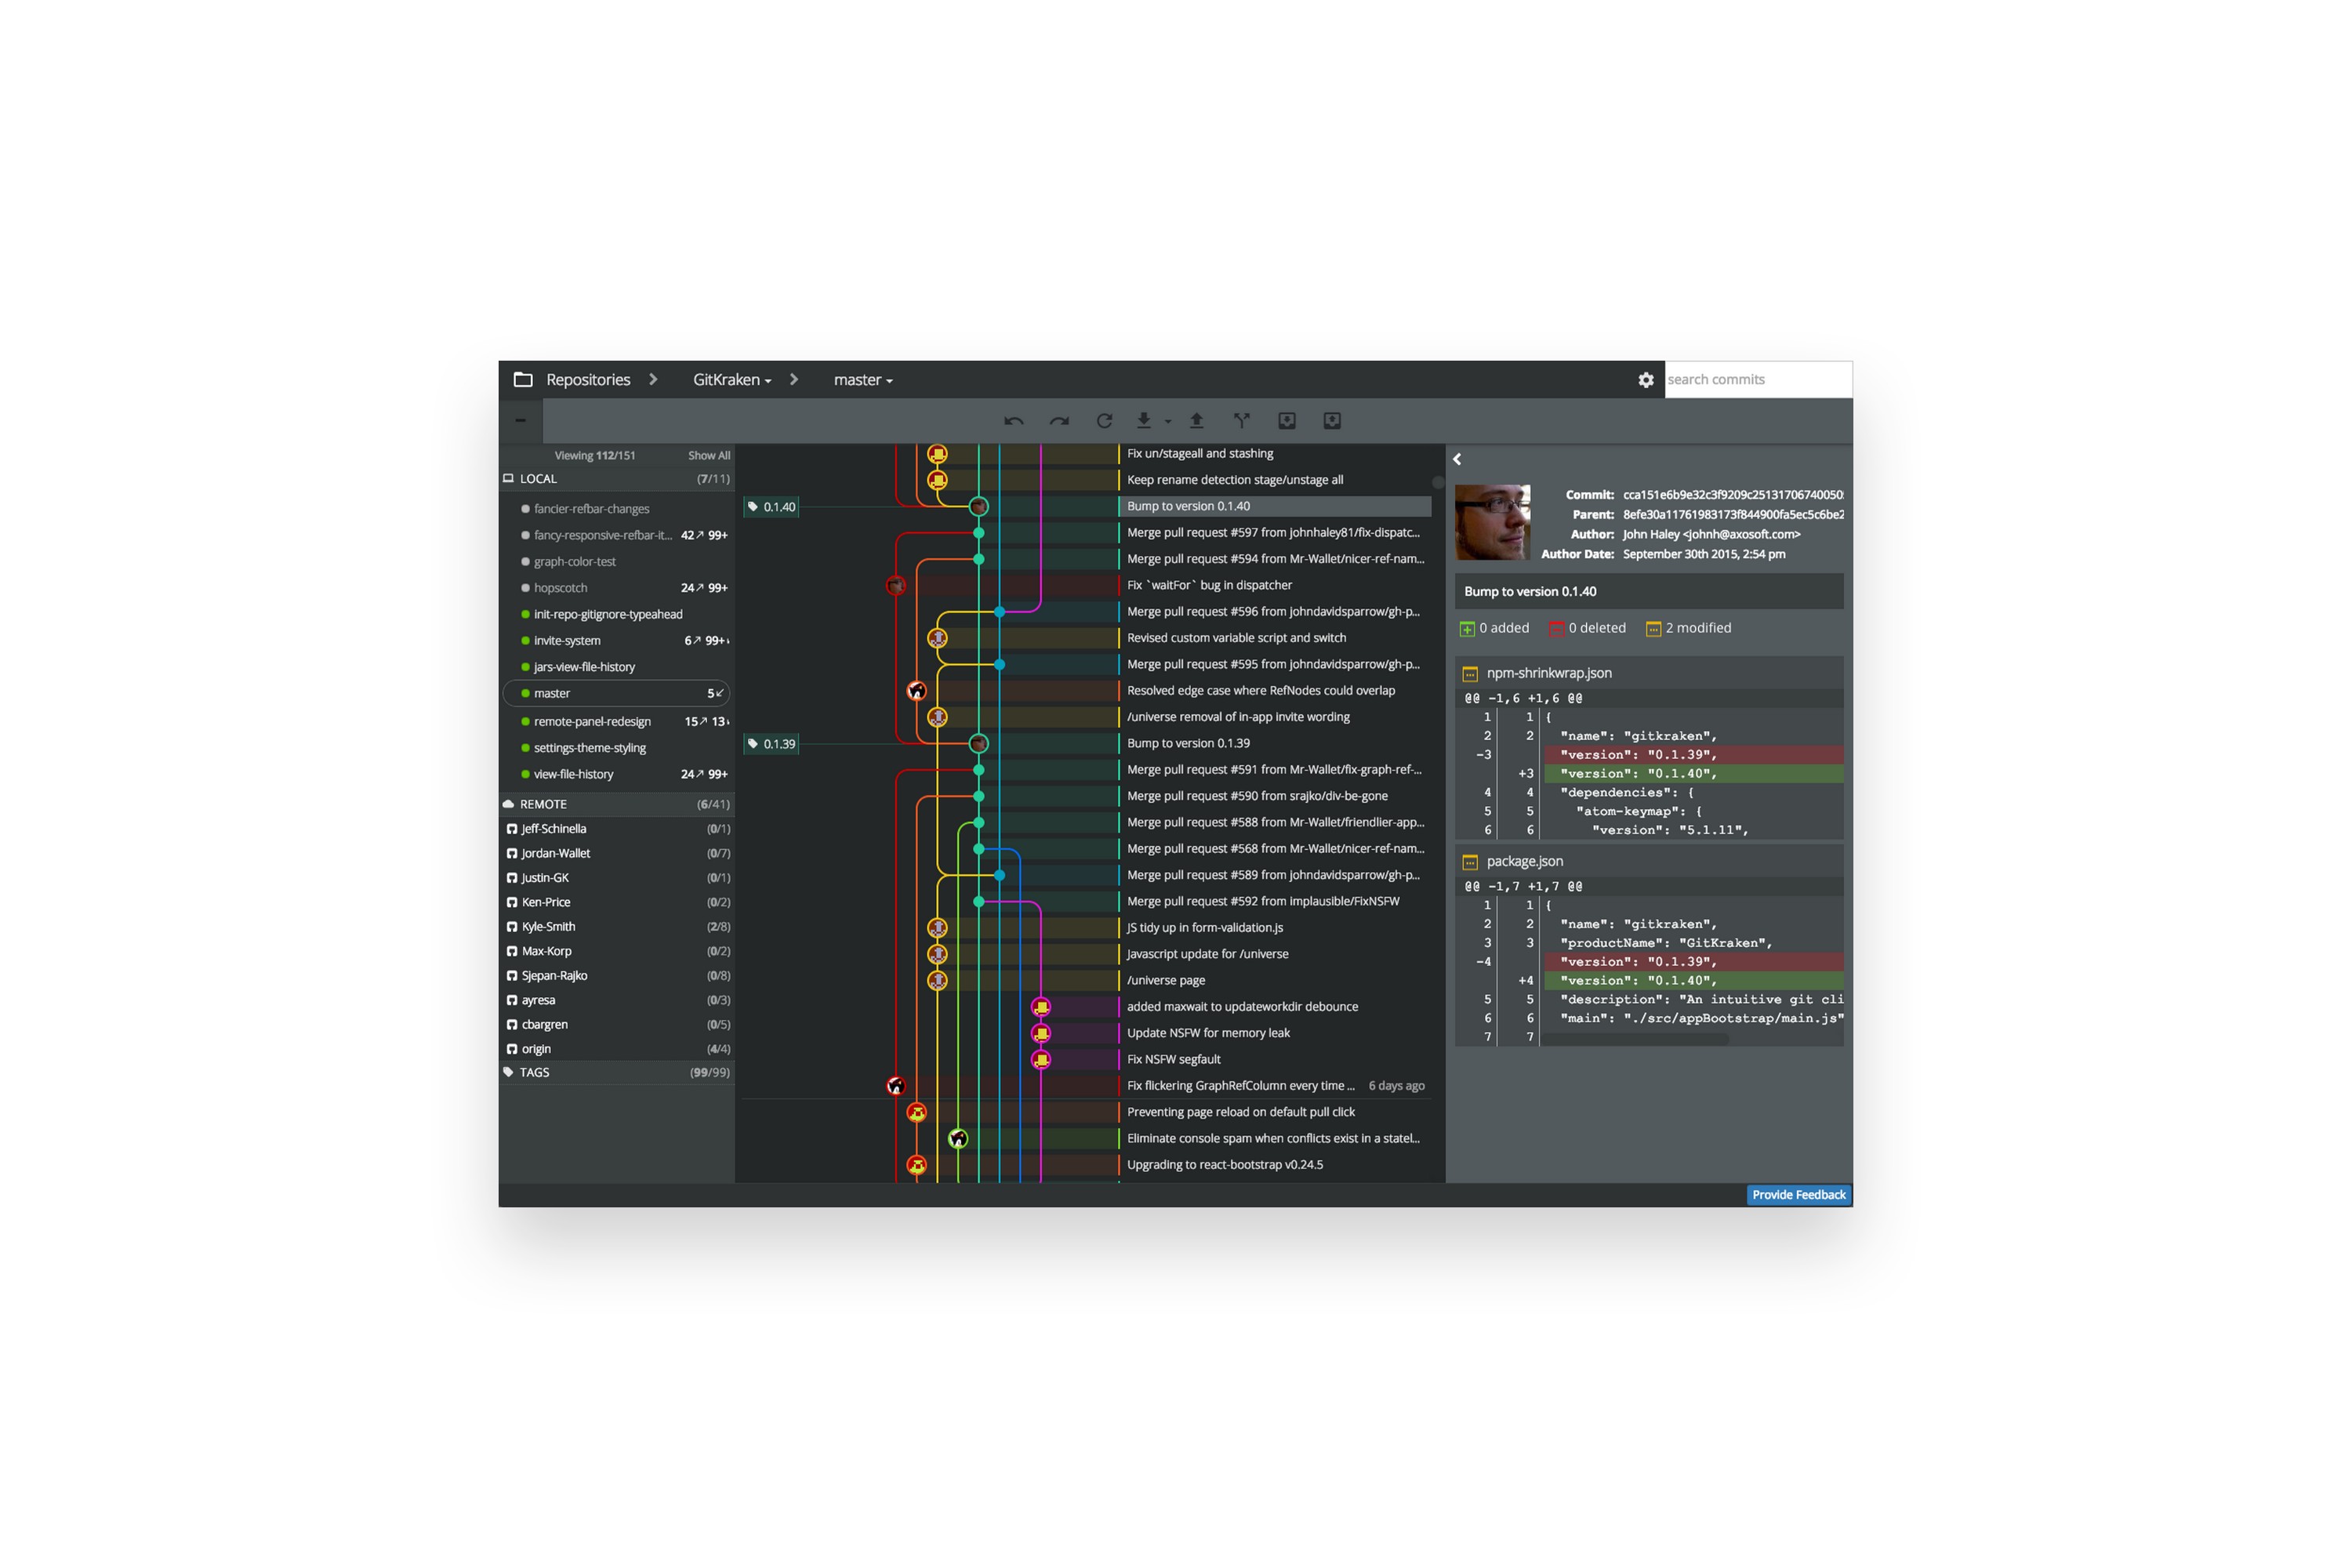 Repositories GitKraken master search commits
Viewing 112/151 Show All
LOCAL (7/11)
fancier-refbar-changes
fancy-responsive-refbar-it... 42 99+
graph-color-test
hopscotch 24 99+
init-repo-gitignore-typeahead
invite-system 6 99+
jars-view-file-history
master 5
remote-panel-redesign 15 13
settings-theme-styling
view-file-history 24 99+
REMOTE (6/41)
Jeff-Schinella (0/1)
Jordan-Wallet (0/7)
Justin-GK (0/1)
Ken-Price (0/2)
Kyle-Smith (2/8)
Max-Korp (0/2)
Sjepan-Rajko (0/8)
ayresa (0/3)
cbargren (0/5)
origin (4/4)
TAGS (99/99)
Fix un/stageall and stashing
Keep rename detection stage/unstage all
0.1.40 Bump to version 0.1.40
Merge pull request #597 from johnhaley81/fix-dispatc...
Merge pull request #594 from Mr-Wallet/nicer-ref-nam...
Fix `waitFor` bug in dispatcher
Merge pull request #596 from johndavidsparrow/gh-p...
Revised custom variable script and switch
Merge pull request #595 from johndavidsparrow/gh-p...
Resolved edge case where RefNodes could overlap
/universe removal of in-app invite wording
0.1.39 Bump to version 0.1.39
Merge pull request #591 from Mr-Wallet/fix-graph-ref-...
Merge pull request #590 from srajko/div-be-gone
Merge pull request #588 from Mr-Wallet/friendlier-app...
Merge pull request #568 from Mr-Wallet/nicer-ref-nam...
Merge pull request #589 from johndavidsparrow/gh-p...
Merge pull request #592 from implausible/FixNSFW
JS tidy up in form-validation.js
Javascript update for /universe
/universe page
added maxwait to updateworkdir debounce
Update NSFW for memory leak
Fix NSFW segfault
Fix flickering GraphRefColumn every time ... 6 days ago
Preventing page reload on default pull click
Eliminate console spam when conflicts exist in a statel...
Upgrading to react-bootstrap v0.24.5
Commit: cca151e6b9e32c3f9209c25131706740050
Parent: 8efe30a11761983173f844900fa5ec5c6be2
Author: John Haley <johnh@axosoft.com>
Author Date: September 30th 2015, 2:54 pm
Bump to version 0.1.40
0 added 0 deleted 2 modified
npm-shrinkwrap.json
@@ -1,6 +1,6 @@
1 1 {
2 2 "name": "gitkraken",
-3 "version": "0.1.39",
+3 "version": "0.1.40",
4 4 "dependencies": {
5 5 "atom-keymap": {
6 6 "version": "5.1.11",
package.json
@@ -1,7 +1,7 @@
1 1 {
2 2 "name": "gitkraken",
3 3 "productName": "GitKraken",
-4 "version": "0.1.39",
+4 "version": "0.1.40",
5 5 "description": "An intuitive git cli
6 6 "main": "./src/appBootstrap/main.js"
7 7
Provide Feedback